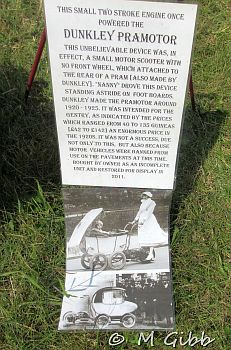 THIS SMALL TWO STROKE ENGINE ONCE
POWERED THE
DUNKLEY PRAMOTOR
THIS UNBELIEVABLE DEVICE WAS, IN
EFFECT, A SMALL MOTOR SCOOTER WITH
NO FRONT WHEEL, WHICH ATTACHED TO
THE REAR OF A PRAM [ALSO MADE BY
DUNKLEY]. "NANNY" DROVE THIS DEVICE
STANDING ASTRIDE ON FOOT BOARDS.
DUNKLEY MADE THE PRAMOTOR AROUND
1920 - 1925. IT WAS INTENDED FOR THE
GENTRY, AS INDICATED BY THE PRICES
WHICH RANGED FROM 40 TO 135 GUINEAS
[£42 TO £142] AN ENORMOUS PRICE IN
THE 1920S. IT WAS NOT A SUCCESS, DUE
NOT ONLY TO THIS, BUT ALSO BECAUSE
MOTOR VEHICLES WERE BANNED FROM
USE ON THE PAVEMENTS AT THIS TIME.
BOUGHT BY OWNER AS AN INCOMPLETE
UNIT AND RESTORED FOR DISPLAY IN
2011.
© M Gibb